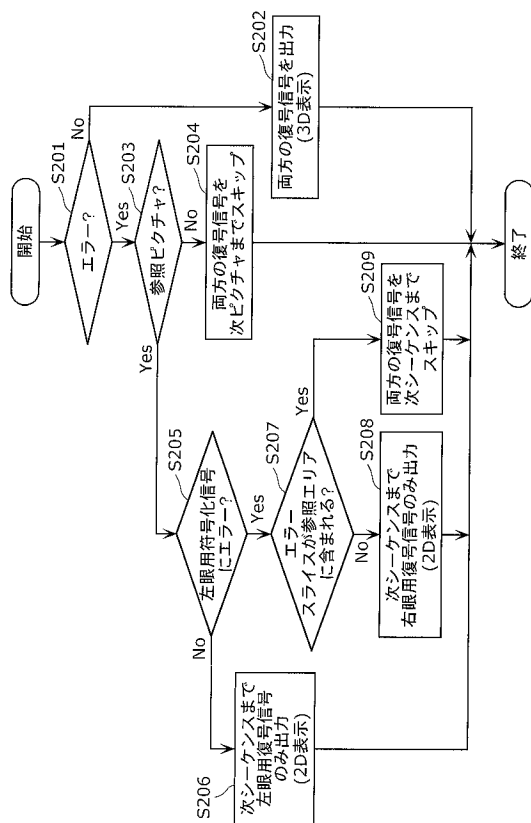 開始
S201
エラー?
No
Yes
S202
両方の復号信号を出力
(3D表示)
S203
参照ピクチャ?
Yes
No
S204
両方の復号信号を
次ピクチャまでスキップ
S205
左眼用符号化信号
にエラー?
No
Yes
S206
次シーケンスまで
左眼用復号信号
のみ出力
(2D表示)
S207
エラー
スライスが参照エリア
に含まれる?
Yes
No
S208
次シーケンスまで
右眼用復号信号のみ出力
(2D表示)
S209
両方の復号信号を
次シーケンスまで
スキップ
終了